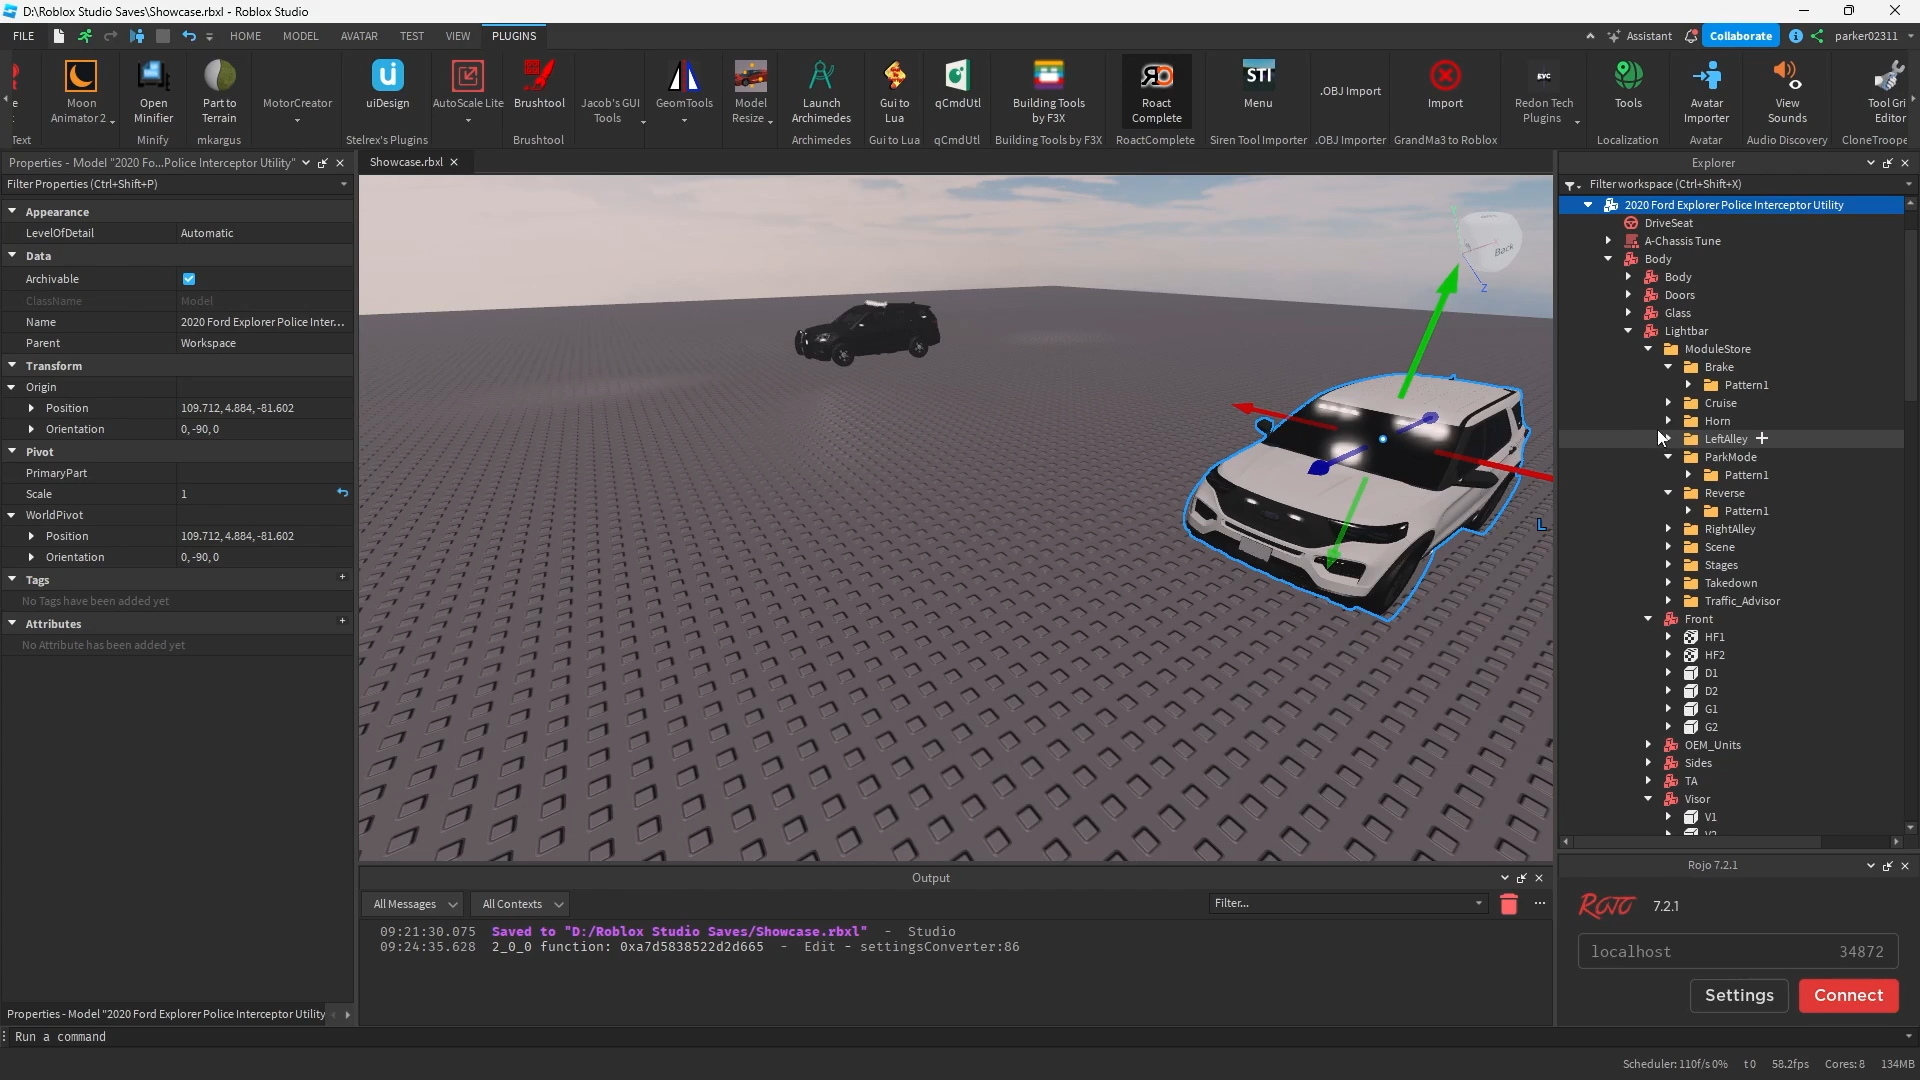 D:\Roblox Studio Saves\Showcase.rbxl - Roblox Studio
FILE
HOME
MODEL
AVATAR
TEST
VIEW
PLUGINS
Assistant
Collaborate
parker02311
Moon
Animator 2
Open
Minifier
Part to
Terrain
MotorCreator
uiDesign
AutoScale Lite
Brushtool
Jacob's GUI
Tools
GeomTools
Model
Resize
Launch
Archimedes
Gui to
Lua
qCmdUtl
Building Tools
by F3X
Roact
Complete
STI
Menu
.OBJ Import
Import
EYC
Redon Tech
Plugins
Tools
Avatar
Importer
View
Sounds
Tool Gri
Editor
Text
Minify
mkargus
Stelrex's Plugins
Brushtool
Archimedes
Gui to Lua
qCmdUtl
Building Tools by F3X
RoactComplete
Siren Tool Importer
.OBJ Importer
GrandMa3 to Roblox
Localization
Avatar
Audio Discovery
CloneTroope
Properties - Model "2020 Fo...Police Interceptor Utility"
Filter Properties (Ctrl+Shift+P)
Appearance
LevelOfDetail Automatic
Data
Archivable
ClassName Model
Name 2020 Ford Explorer Police Inter...
Parent Workspace
Transform
Origin
Position 109.712, 4.884, -81.602
Orientation 0, -90, 0
Pivot
PrimaryPart
Scale 1
WorldPivot
Position 109.712, 4.884, -81.602
Orientation 0, -90, 0
Tags
No Tags have been added yet
Attributes
No Attribute has been added yet
Properties - Model "2020 Ford Explorer Police Interceptor Utility
Showcase.rbxl
Back
Z
L
Output
All Messages
All Contexts
Filter...
09:21:30.075 Saved to "D:/Roblox Studio Saves/Showcase.rbxl" - Studio
09:24:35.628 2_0_0 function: 0xa7d5838522d2d665 - Edit - settingsConverter:86
Explorer
Filter workspace (Ctrl+Shift+X)
2020 Ford Explorer Police Interceptor Utility
DriveSeat
A-Chassis Tune
Body
Body
Doors
Glass
Lightbar
ModuleStore
Brake
Pattern1
Cruise
Horn
LeftAlley
ParkMode
Pattern1
Reverse
Pattern1
RightAlley
Scene
Stages
Takedown
Traffic_Advisor
Front
HF1
HF2
D1
D2
G1
G2
OEM_Units
Sides
TA
Visor
V1
V2
Rojo 7.2.1
ROJO 7.2.1
localhost 34872
Settings
Connect
Run a command
Scheduler: 110f/s 0% t0 58.2fps Cores: 8 134MB